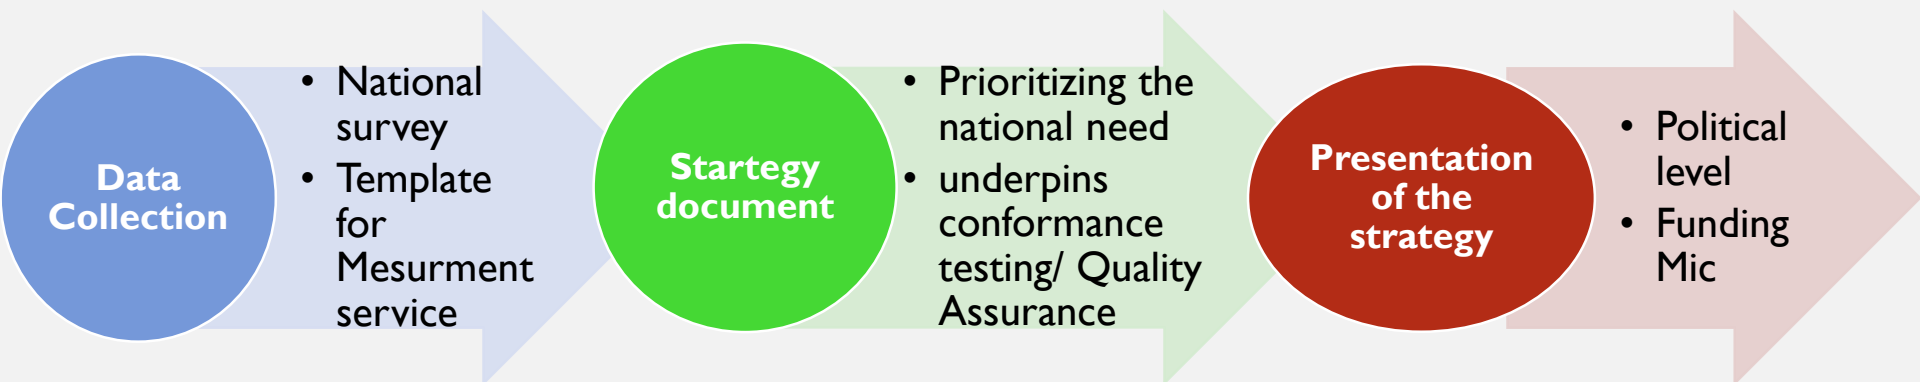 Data
Collection
• National
survey
• Template
for
Mesurment
service
Startegy
document
• Prioritizing the
national need
• underpins
conformance
testing/ Quality
Assurance
Presentation
of the
strategy
• Political
level
• Funding
Mic